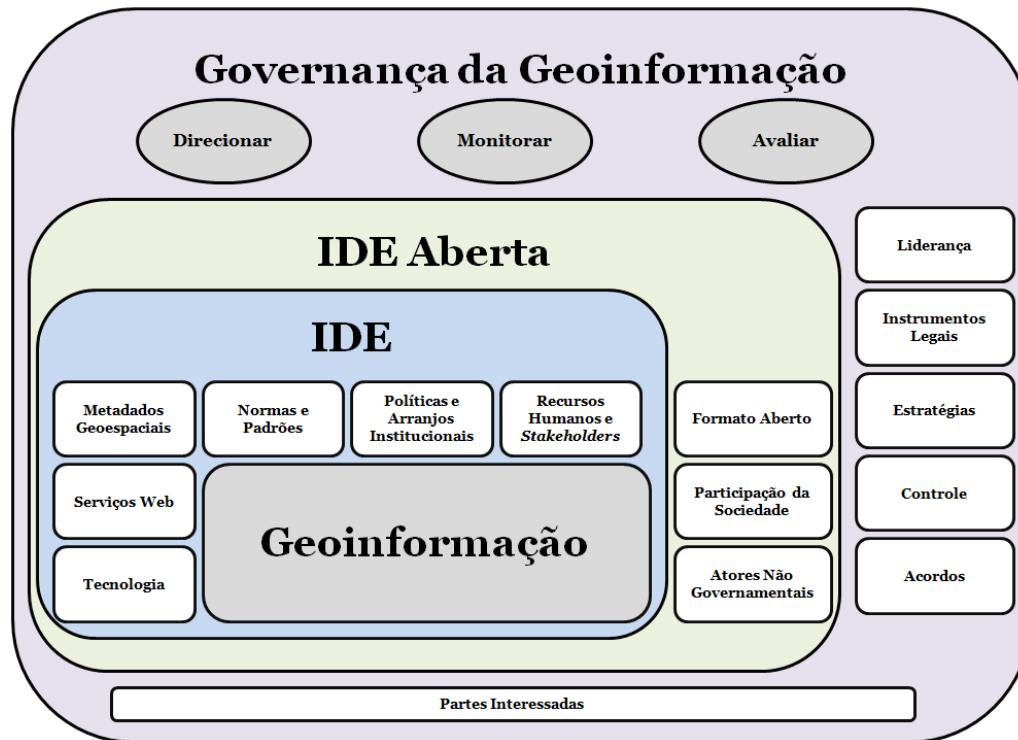 Governança da Geoinformação
Direcionar
Monitorar
Avaliar
IDE Aberta
IDE
Metadados
Geoespaciais
Normas e
Padrões
Políticas e
Arranjos
Institucionais
Recursos
Humanos e
Stakeholders
Serviços Web
Tecnologia
Geoinformação
Formato Aberto
Participação da
Sociedade
Atores Não
Governamentais
Liderança
Instrumentos
Legais
Estratégias
Controle
Acordos
Partes Interessadas